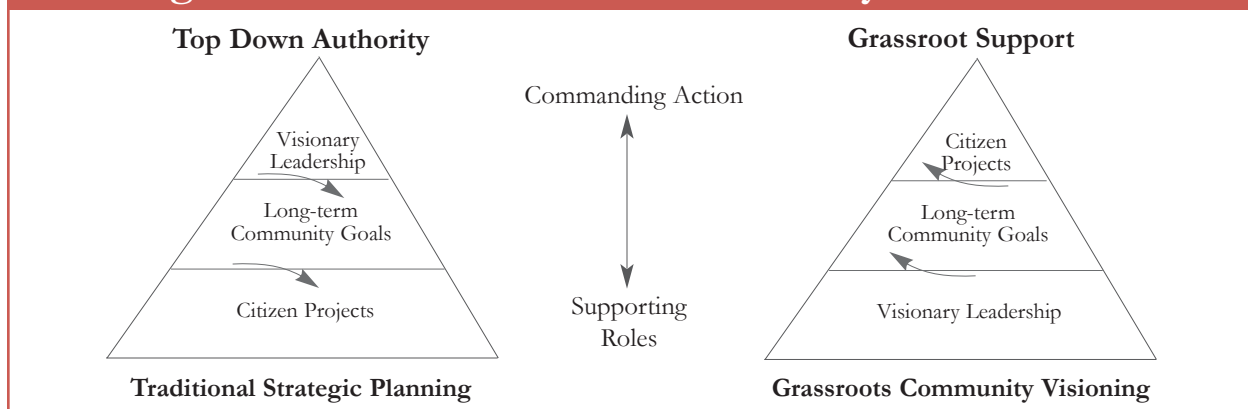 Top Down Authority
Visionary
Leadership
Long-term
Community Goals
Citizen Projects
Traditional Strategic Planning
Commanding Action
Supporting
Roles
Grassroot Support
Citizen
Projects
Long-term
Community Goals
Visionary Leadership
Grassroots Community Visioning